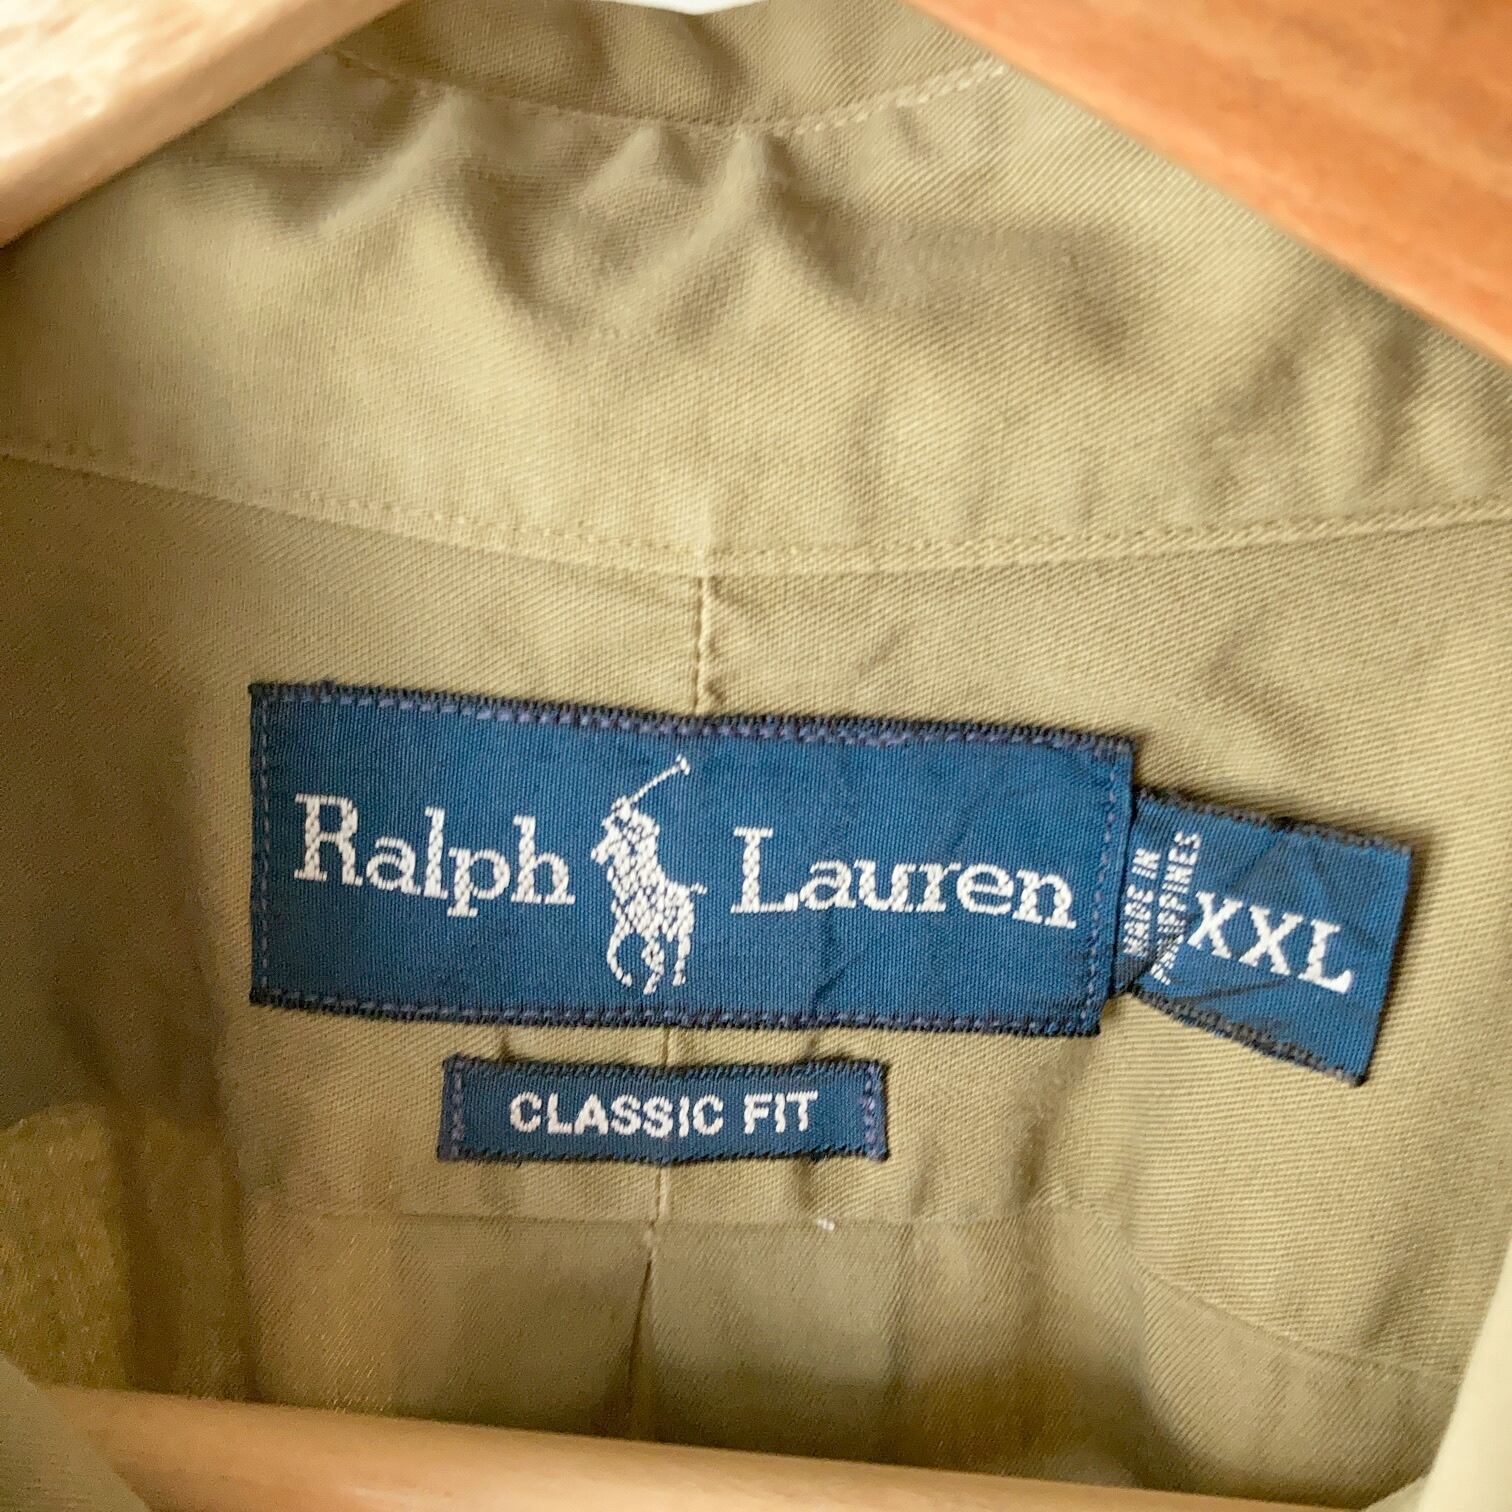 Ralph Lauren
MADE IN
PHILIPPINES
XXL
CLASSIC FIT